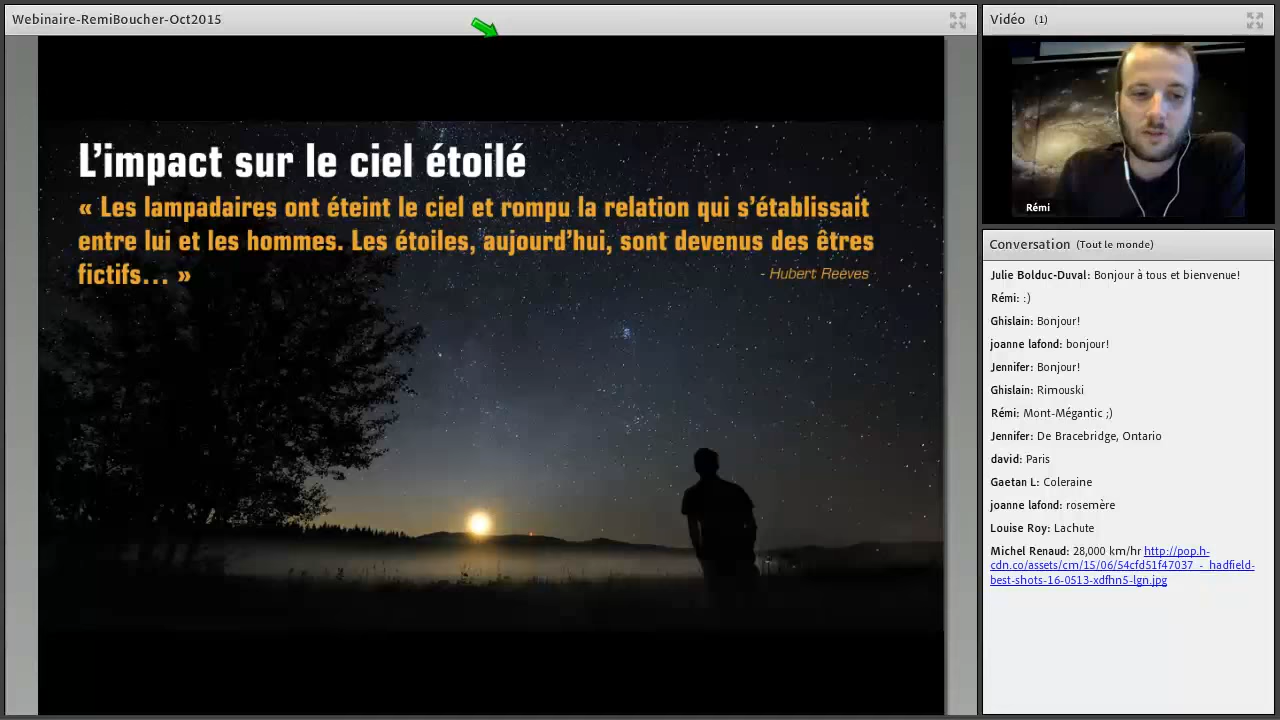 Webinaire-RemiBoucher-Oct2015
L'impact sur le ciel étoilé
« Les lampadaires ont éteint le ciel et rompu la relation qui s'établissait
entre lui et les hommes. Les étoiles, aujourd'hui, sont devenus des êtres
fictifs... »
- Hubert Reeves
Vidéo (1)
Rémi
Conversation (Tout le monde)
Julie Bolduc-Duval: Bonjour à tous et bienvenue!
Rémi: :)
Ghislain: Bonjour!
joanne lafond: bonjour!
Jennifer: Bonjour!
Ghislain: Rimouski
Rémi: Mont-Mégantic ;)
Jennifer: De Bracebridge, Ontario
david: Paris
Gaetan L: Coleraine
joanne lafond: rosemère
Louise Roy: Lachute
Michel Renaud: 28,000 km/hr http://pop.h-
cdn.co/assets/cm/15/06/54cfd51f47037_-_hadfield-
best-shots-16-0513-xdfhn5-lgn.jpg